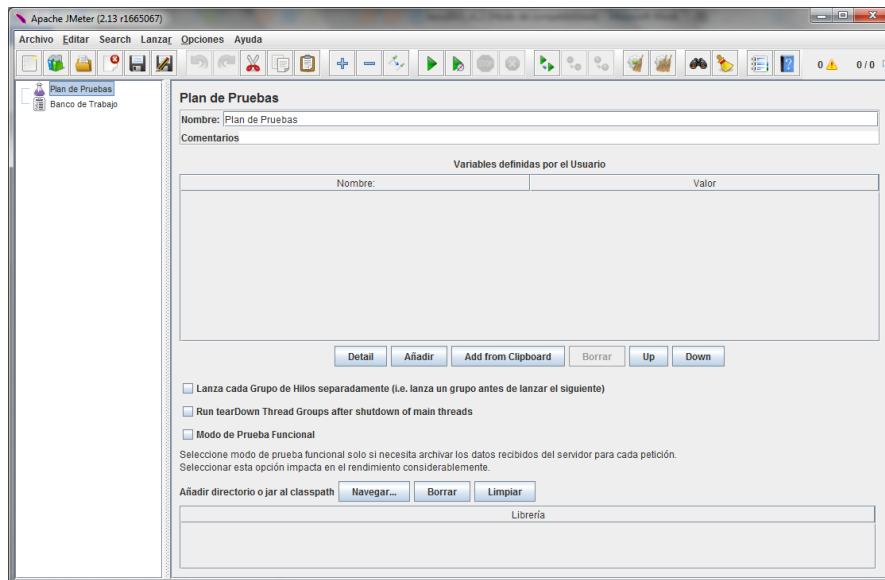 Apache JMeter (2.13 r1665067)
Archivo Editar Search Lanzar Opciones Ayuda
0 0 / 0
Plan de Pruebas
Banco de Trabajo
Plan de Pruebas
Nombre: Plan de Pruebas
Comentarios
Variables definidas por el Usuario
Nombre: Valor
Detail Añadir Add from Clipboard Borrar Up Down
Lanza cada Grupo de Hilos separadamente (i.e. lanza un grupo antes de lanzar el siguiente)
Run tearDown Thread Groups after shutdown of main threads
Modo de Prueba Funcional
Seleccione modo de prueba funcional solo si necesita archivar los datos recibidos del servidor para cada petición.
Seleccionar esta opción impacta en el rendimiento considerablemente.
Añadir directorio o jar al classpath Navegar... Borrar Limpiar
Librería